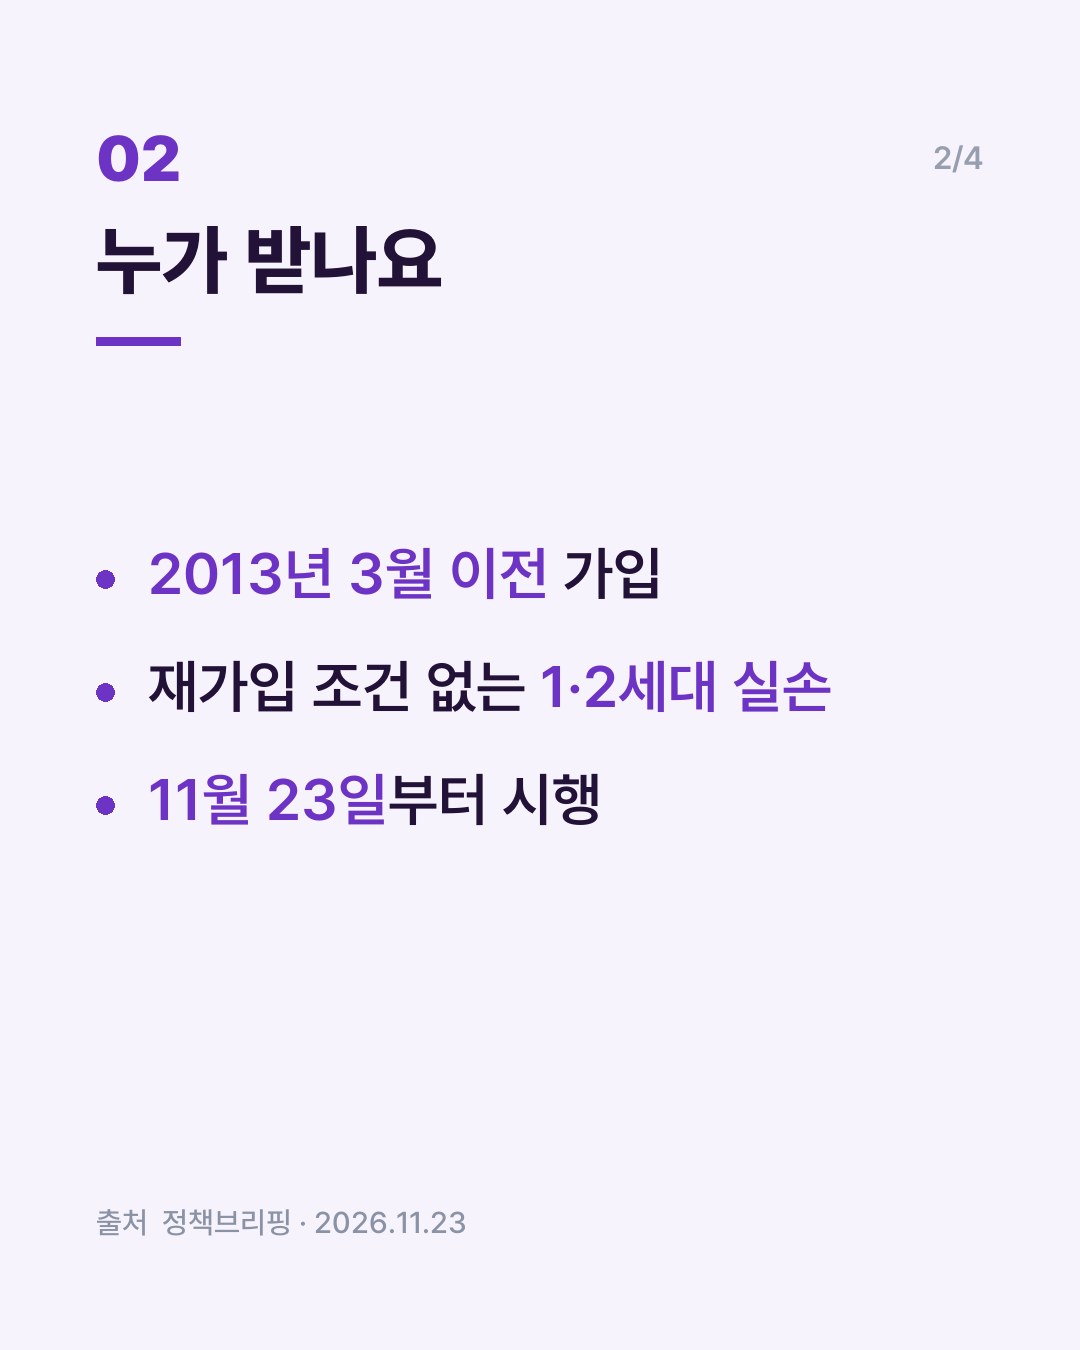 02
2/4
누가 받나요
• 2013년 3월 이전 가입
• 재가입 조건 없는 1·2세대 실손
• 11월 23일부터 시행
출처 정책브리핑 · 2026.11.23